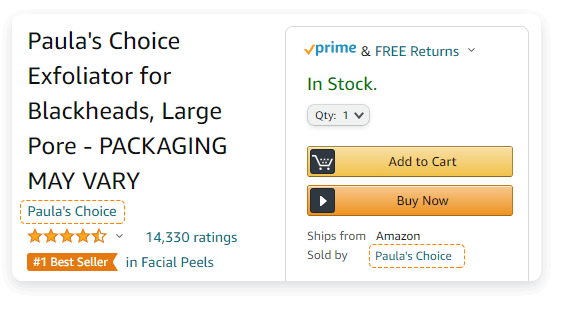 Paula's Choice
Exfoliator for
Blackheads, Large
Pore - PACKAGING
MAY VARY
Paula's Choice
14,330 ratings
#1 Best Seller in Facial Peels
prime & FREE Returns
In Stock.
Qty: 1
Add to Cart
Buy Now
Ships from Amazon
Sold by Paula's Choice